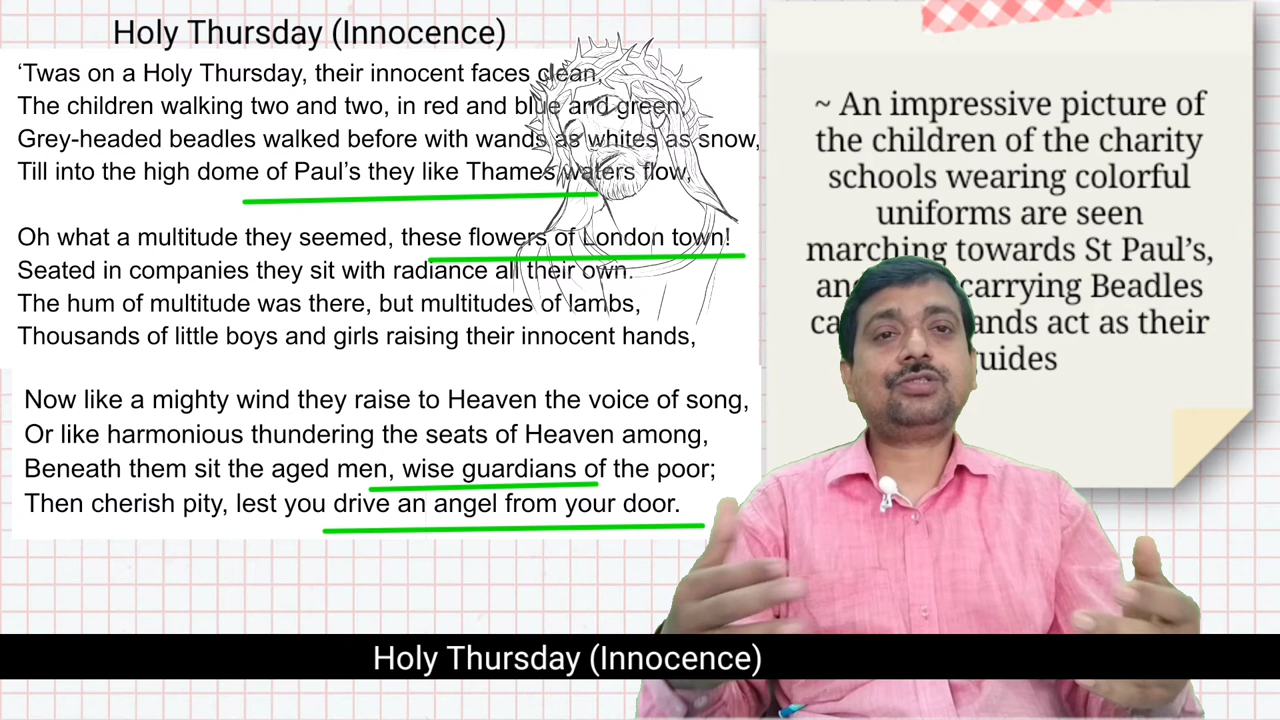 Holy Thursday (Innocence)
‘Twas on a Holy Thursday, their innocent faces clean,
The children walking two and two, in red and blue and green,
Grey-headed beadles walked before with wands as whites as snow,
Till into the high dome of Paul’s they like Thames waters flow,
Oh what a multitude they seemed, these flowers of London town!
Seated in companies they sit with radiance all their own.
The hum of multitude was there, but multitudes of lambs,
Thousands of little boys and girls raising their innocent hands,
Now like a mighty wind they raise to Heaven the voice of song,
Or like harmonious thundering the seats of Heaven among,
Beneath them sit the aged men, wise guardians of the poor;
Then cherish pity, lest you drive an angel from your door.
~ An impressive picture of
the children of the charity
schools wearing colorful
uniforms are seen
marching towards St Paul’s,
carrying Beadles
act as their
Holy Thursday (Innocence)